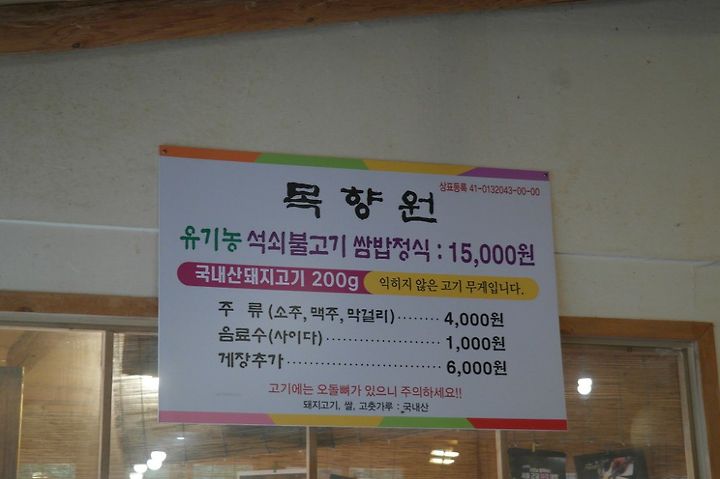 상표등록 41-0132043-00-00
목향원
유기농 석쇠불고기 쌈밥정식 : 15,000원
국내산돼지고기 200g 익히지 않은 고기 무게입니다.
주 류 (소주, 맥주, 막걸리)········ 4,000원
음료수(사이다)······················ 1,000원
게장추가······························ 6,000원
고기에는 오돌뼈가 있으니 주의하세요!!
돼지고기, 쌀, 고춧가루 : 국내산